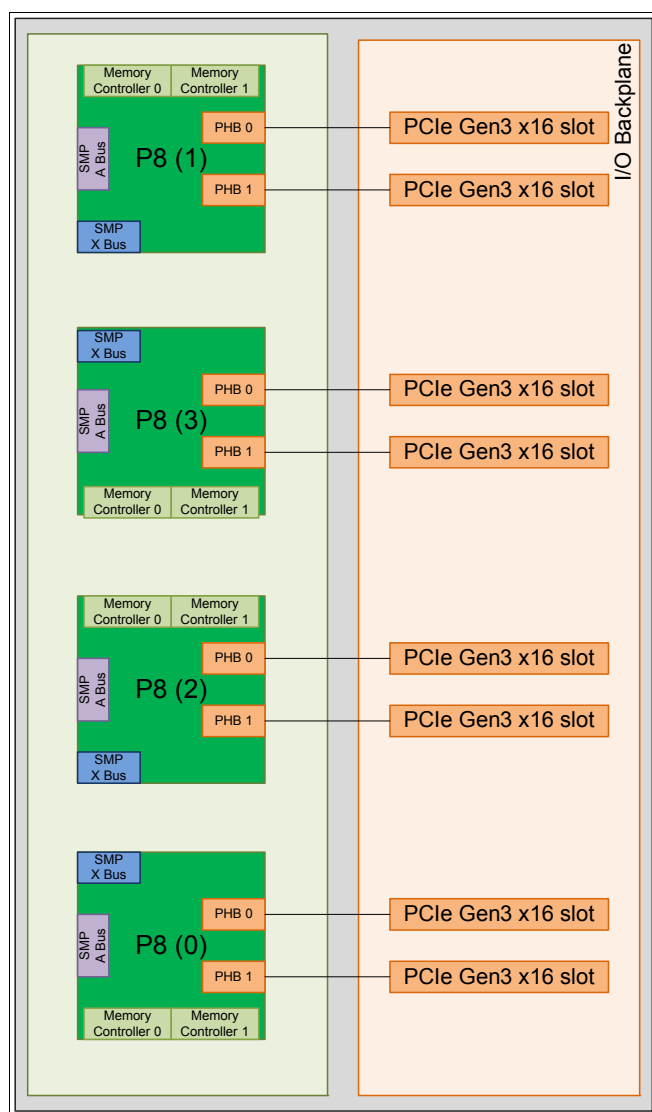 Memory
Controller 0
Memory
Controller 1
SMP
A Bus
P8 (1)
PHB 0
PHB 1
SMP
X Bus
PCIe Gen3 x16 slot
PCIe Gen3 x16 slot
I/O Backplane
SMP
X Bus
SMP
A Bus
P8 (3)
PHB 0
PHB 1
Memory
Controller 0
Memory
Controller 1
PCIe Gen3 x16 slot
PCIe Gen3 x16 slot
Memory
Controller 0
Memory
Controller 1
SMP
A Bus
P8 (2)
PHB 0
PHB 1
SMP
X Bus
PCIe Gen3 x16 slot
PCIe Gen3 x16 slot
SMP
X Bus
SMP
A Bus
P8 (0)
PHB 0
PHB 1
Memory
Controller 0
Memory
Controller 1
PCIe Gen3 x16 slot
PCIe Gen3 x16 slot